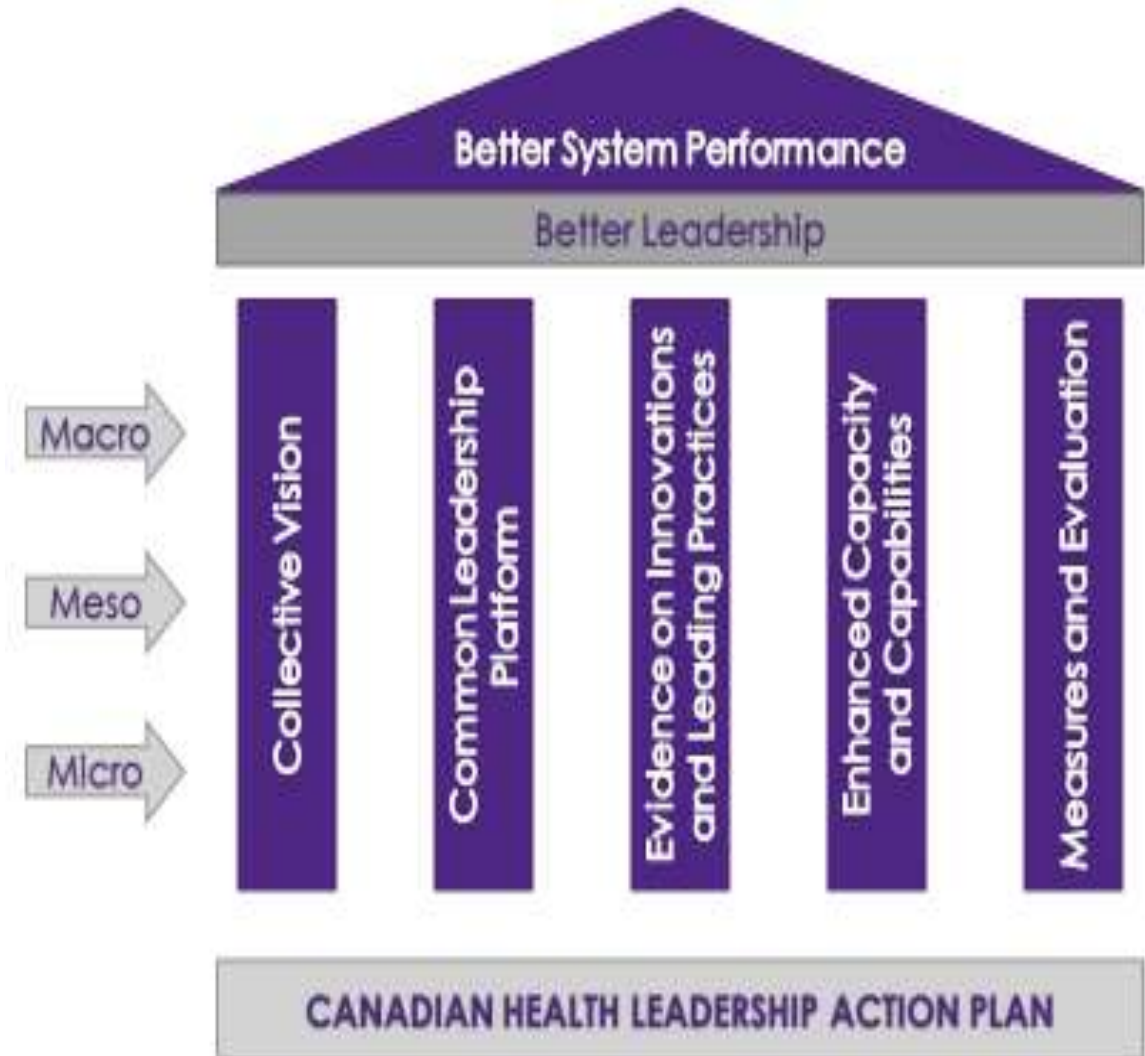 Better System Performance
Better Leadership
Macro
Meso
Micro
Collective Vision
Common Leadership
Platform
Evidence on Innovations
and Leading Practices
Enhanced Capacity
and Capabilities
Measures and Evaluation
CANADIAN HEALTH LEADERSHIP ACTION PLAN